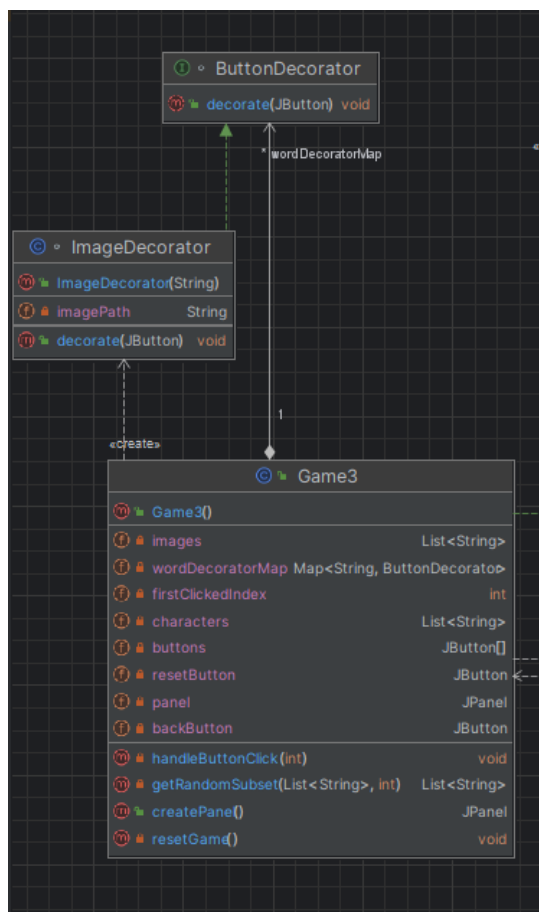 ButtonDecorator
decorate(JButton) void
* wordDecoratorMap
«
ImageDecorator
ImageDecorator(String)
imagePath String
decorate(JButton) void
1
«create»
Game3
Game3()
images List<String>
wordDecoratorMap Map<String, ButtonDecorator>
firstClickedIndex int
characters List<String>
buttons JButton[]
resetButton JButton
panel JPanel
backButton JButton
handleButtonClick(int) void
getRandomSubset(List<String>, int) List<String>
createPanel() JPanel
resetGame() void